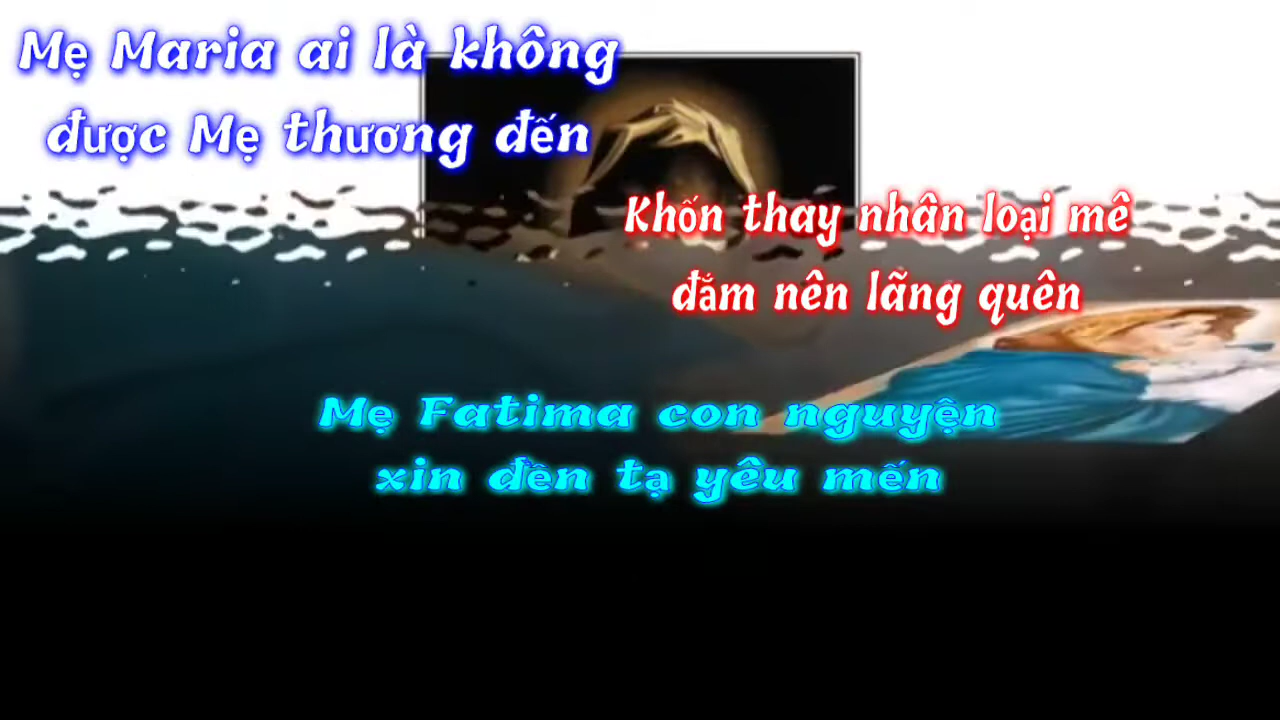 Mẹ Maria ai là không
được Mẹ thương đến
Khốn thay nhân loại mê
đắm nên lãng quên
Mẹ Fatima con nguyện
xin đền tạ yêu mến